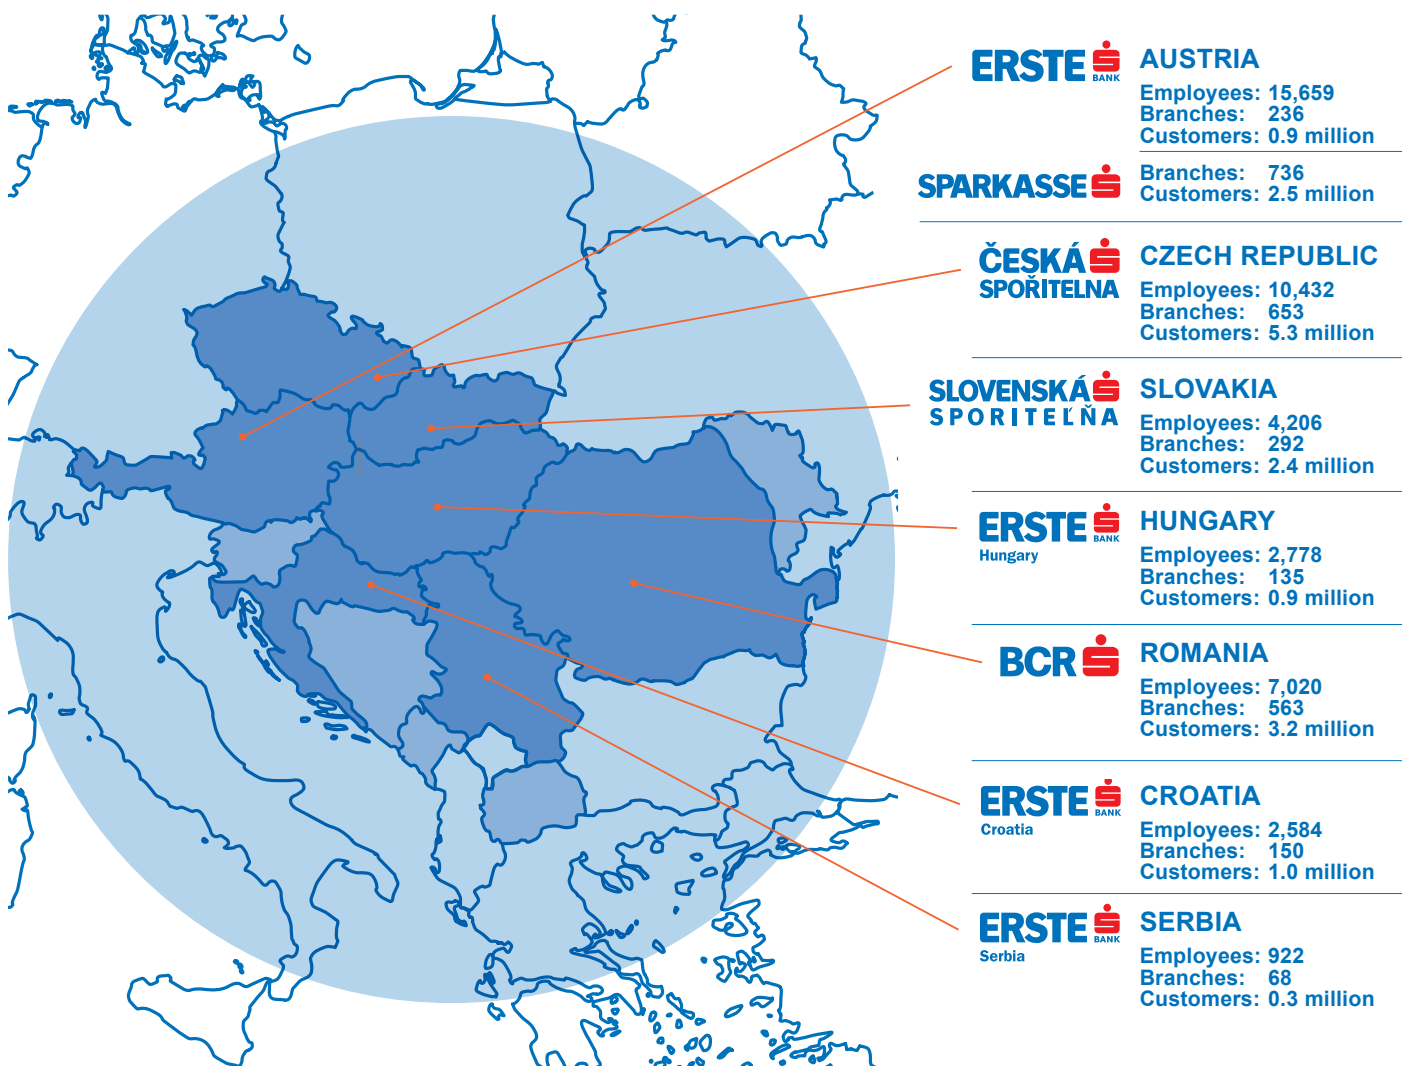 ERSTE BANK
AUSTRIA
Employees: 15,659
Branches: 236
Customers: 0.9 million
SPARKASSE
Branches: 736
Customers: 2.5 million
ČESKÁ
SPOŘITELNA
CZECH REPUBLIC
Employees: 10,432
Branches: 653
Customers: 5.3 million
SLOVENSKÁ
SPORITEĽŇA
SLOVAKIA
Employees: 4,206
Branches: 292
Customers: 2.4 million
ERSTE BANK
Hungary
HUNGARY
Employees: 2,778
Branches: 135
Customers: 0.9 million
BCR
ROMANIA
Employees: 7,020
Branches: 563
Customers: 3.2 million
ERSTE BANK
Croatia
CROATIA
Employees: 2,584
Branches: 150
Customers: 1.0 million
ERSTE BANK
Serbia
SERBIA
Employees: 922
Branches: 68
Customers: 0.3 million